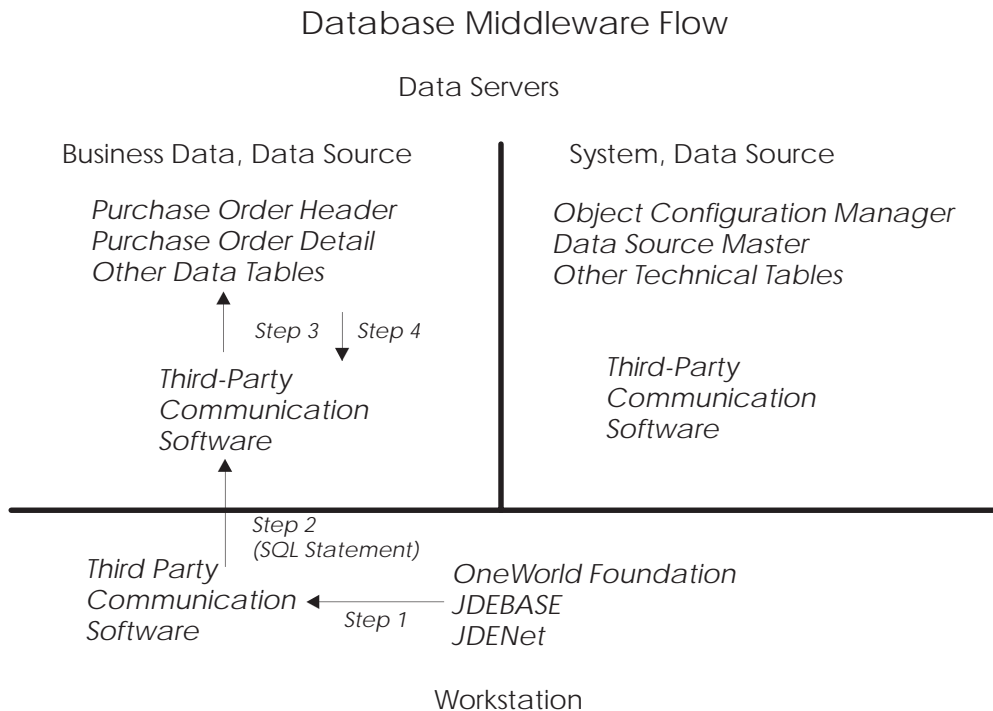 Database Middleware Flow
Data Servers
Business Data, Data Source
System, Data Source
Purchase Order Header
Purchase Order Detail
Other Data Tables
Object Configuration Manager
Data Source Master
Other Technical Tables
Step 3
Step 4
Third-Party
Communication
Software
Third-Party
Communication
Software
Step 2
(SQL Statement)
Third Party
Communication
Software
Step 1
OneWorld Foundation
JDEBASE
JDENet
Workstation